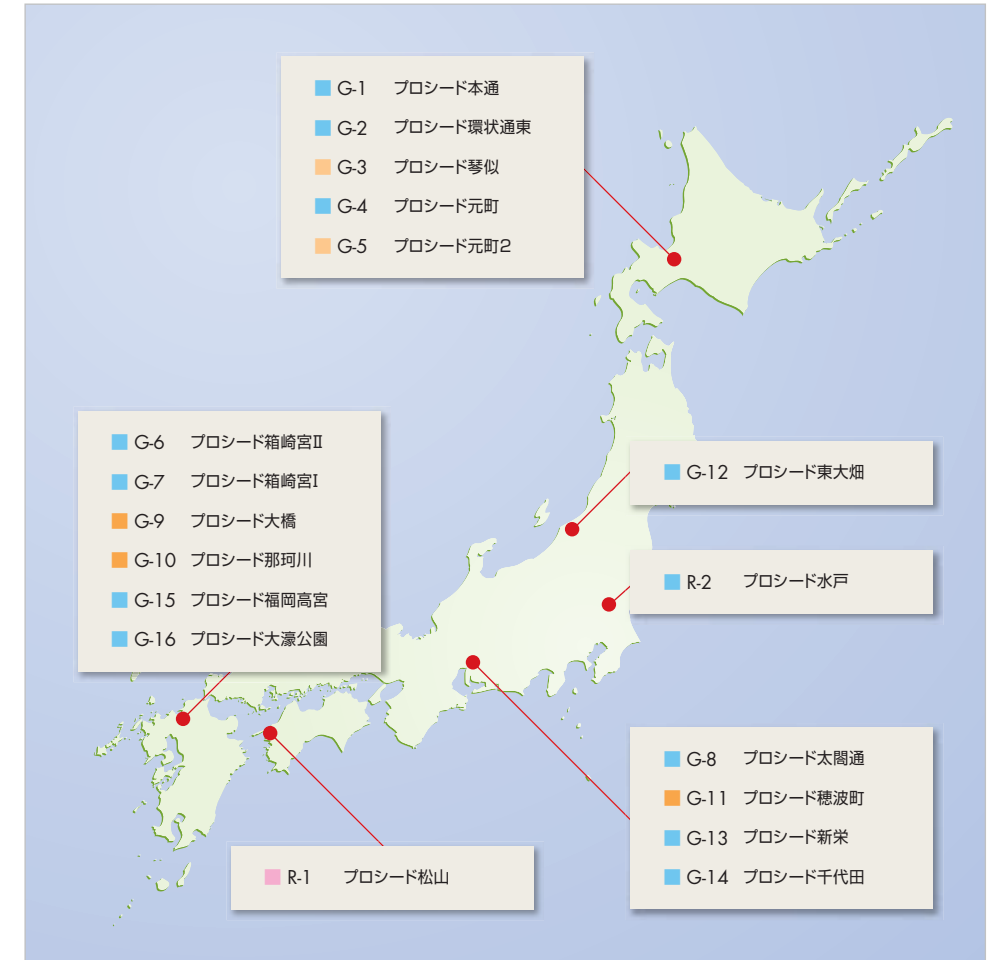 G-1 プロシード本通
G-2 プロシード環状通東
G-3 プロシード琴似
G-4 プロシード元町
G-5 プロシード元町2
G-6 プロシード箱崎宮Ⅱ
G-7 プロシード箱崎宮Ⅰ
G-9 プロシード大橋
G-10 プロシード那珂川
G-15 プロシード福岡高宮
G-16 プロシード大濠公園
G-12 プロシード東大畑
R-2 プロシード水戸
G-8 プロシード太閤通
G-11 プロシード穂波町
G-13 プロシード新栄
G-14 プロシード千代田
R-1 プロシード松山